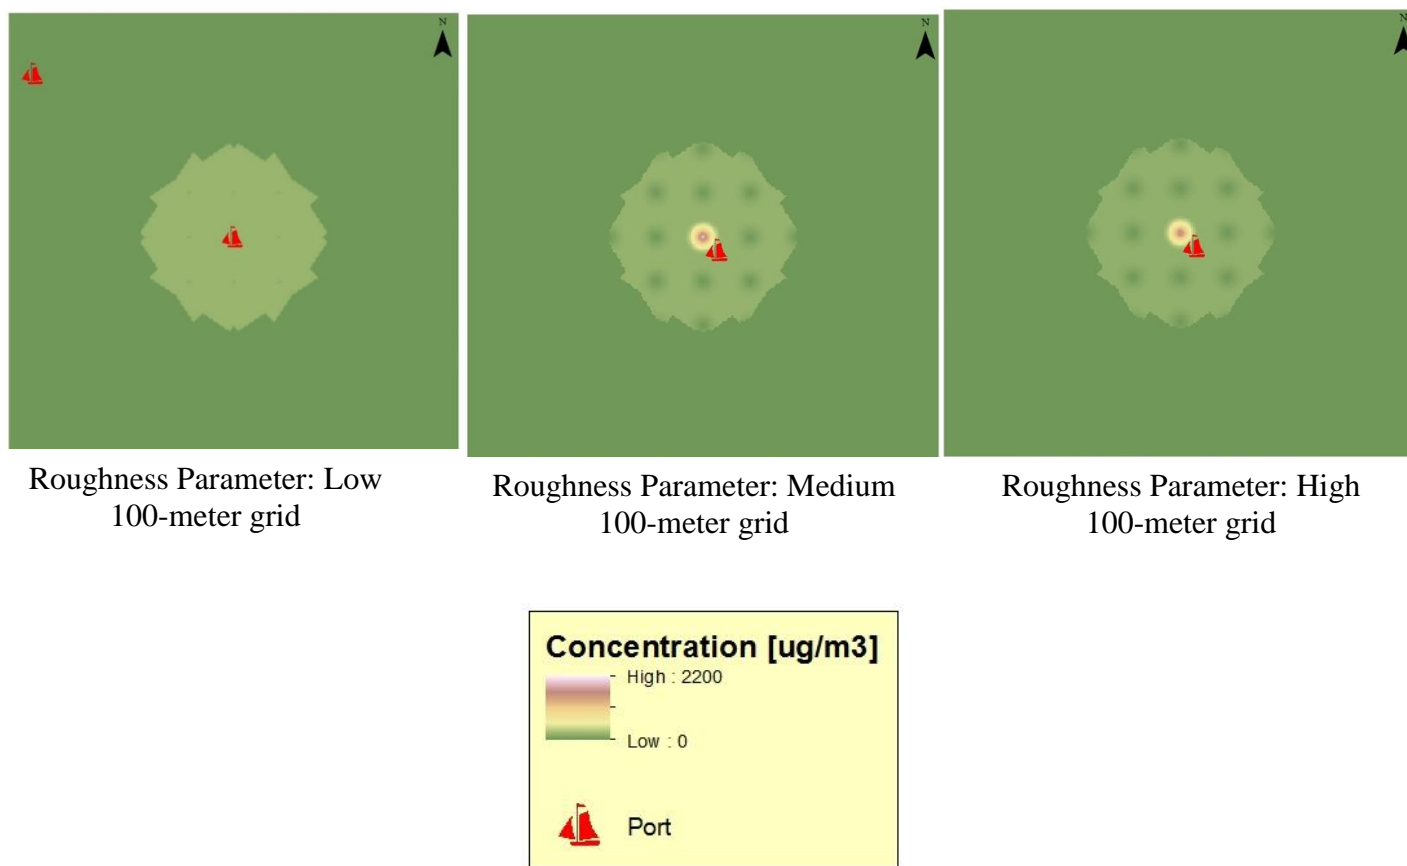 N
N
N
Roughness Parameter: Low
100-meter grid
Roughness Parameter: Medium
100-meter grid
Roughness Parameter: High
100-meter grid
Concentration [ug/m3]
High : 2200
Low : 0
Port